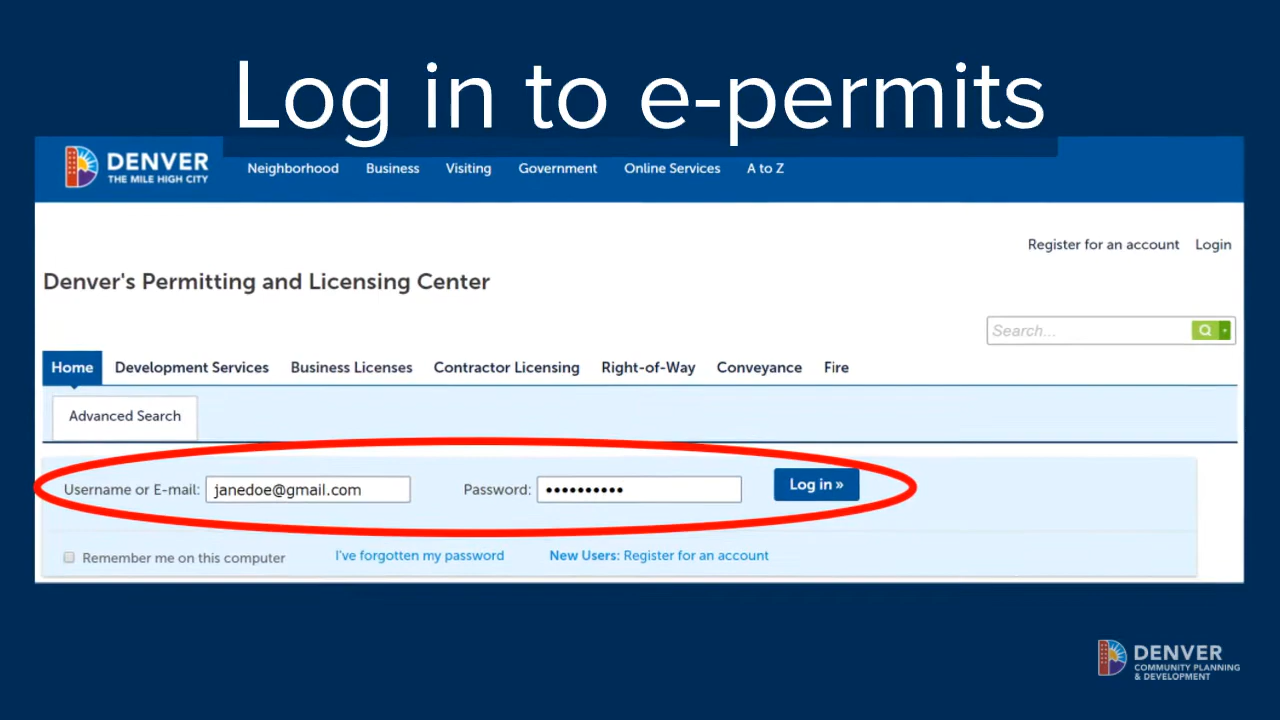 Log in to e-permits
DENVER
THE MILE HIGH CITY
Neighborhood Business Visiting Government Online Services A to Z
Register for an account Login
Denver's Permitting and Licensing Center
Search...
Home Development Services Business Licenses Contractor Licensing Right-of-Way Conveyance Fire
Advanced Search
Username or E-mail: janedoe@gmail.com Password: •••••••••• Log in »
Remember me on this computer I've forgotten my password New Users: Register for an account
DENVER
COMMUNITY PLANNING
& DEVELOPMENT